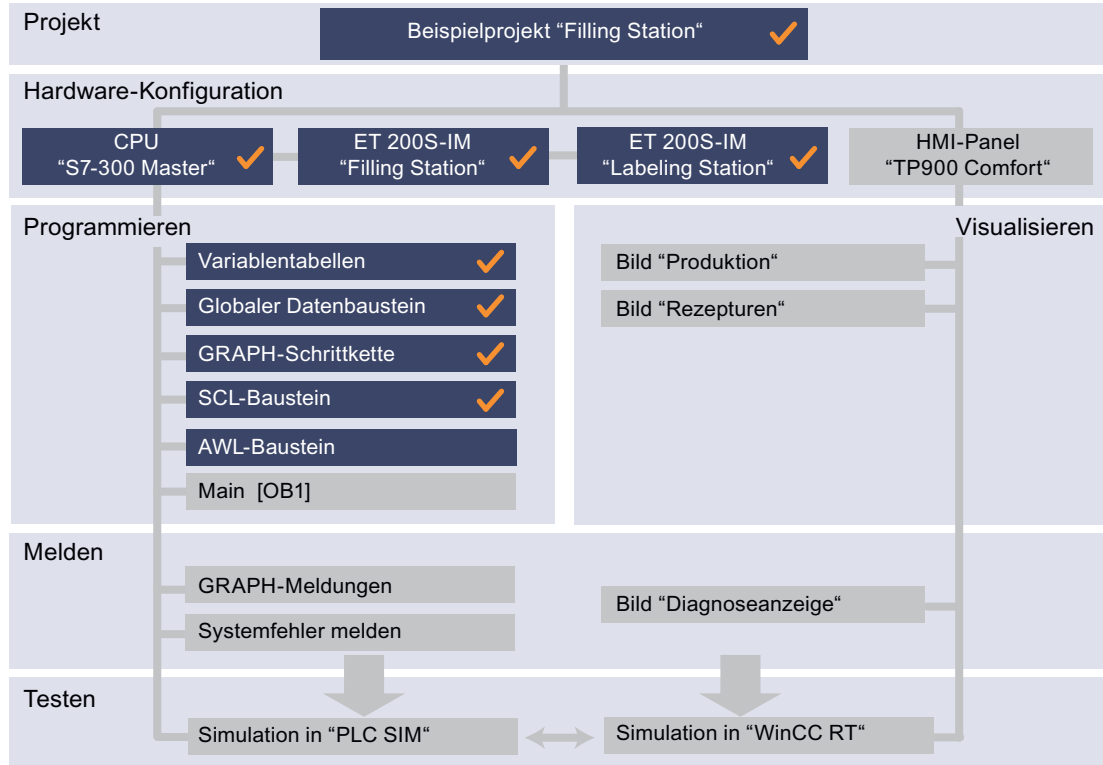 Projekt
Beispielprojekt “Filling Station“
Hardware-Konfiguration
CPU
“S7-300 Master“
ET 200S-IM
“Filling Station“
ET 200S-IM
“Labeling Station“
HMI-Panel
“TP900 Comfort“
Programmieren
Variablentabellen
Globaler Datenbaustein
GRAPH-Schrittkette
SCL-Baustein
AWL-Baustein
Main [OB1]
Visualisieren
Bild “Produktion“
Bild “Rezepturen“
Melden
GRAPH-Meldungen
Systemfehler melden
Bild “Diagnoseanzeige“
Testen
Simulation in “PLC SIM“
Simulation in “WinCC RT“